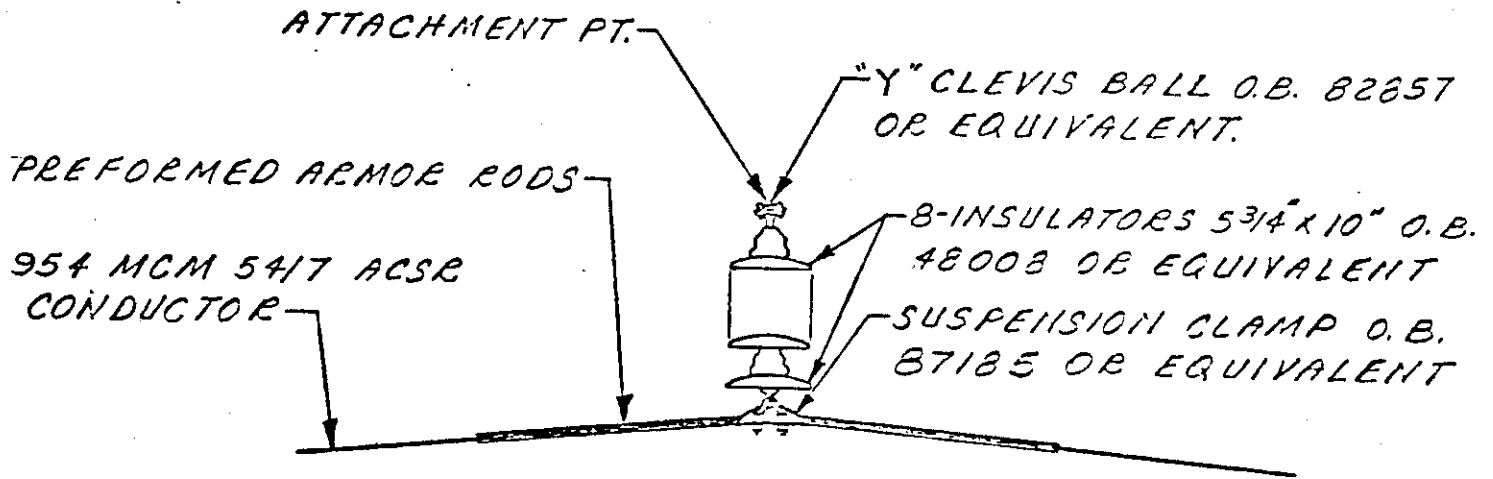 ATTACHMENT PT.
"Y" CLEVIS BALL O.B. 82857
OR EQUIVALENT.
PREFORMED ARMOR RODS
8-INSULATORS 5 3/4" X 10" O.B.
48008 OR EQUIVALENT
954 MCM 54/7 ACSR
CONDUCTOR
SUSPENSION CLAMP O.B.
87185 OR EQUIVALENT